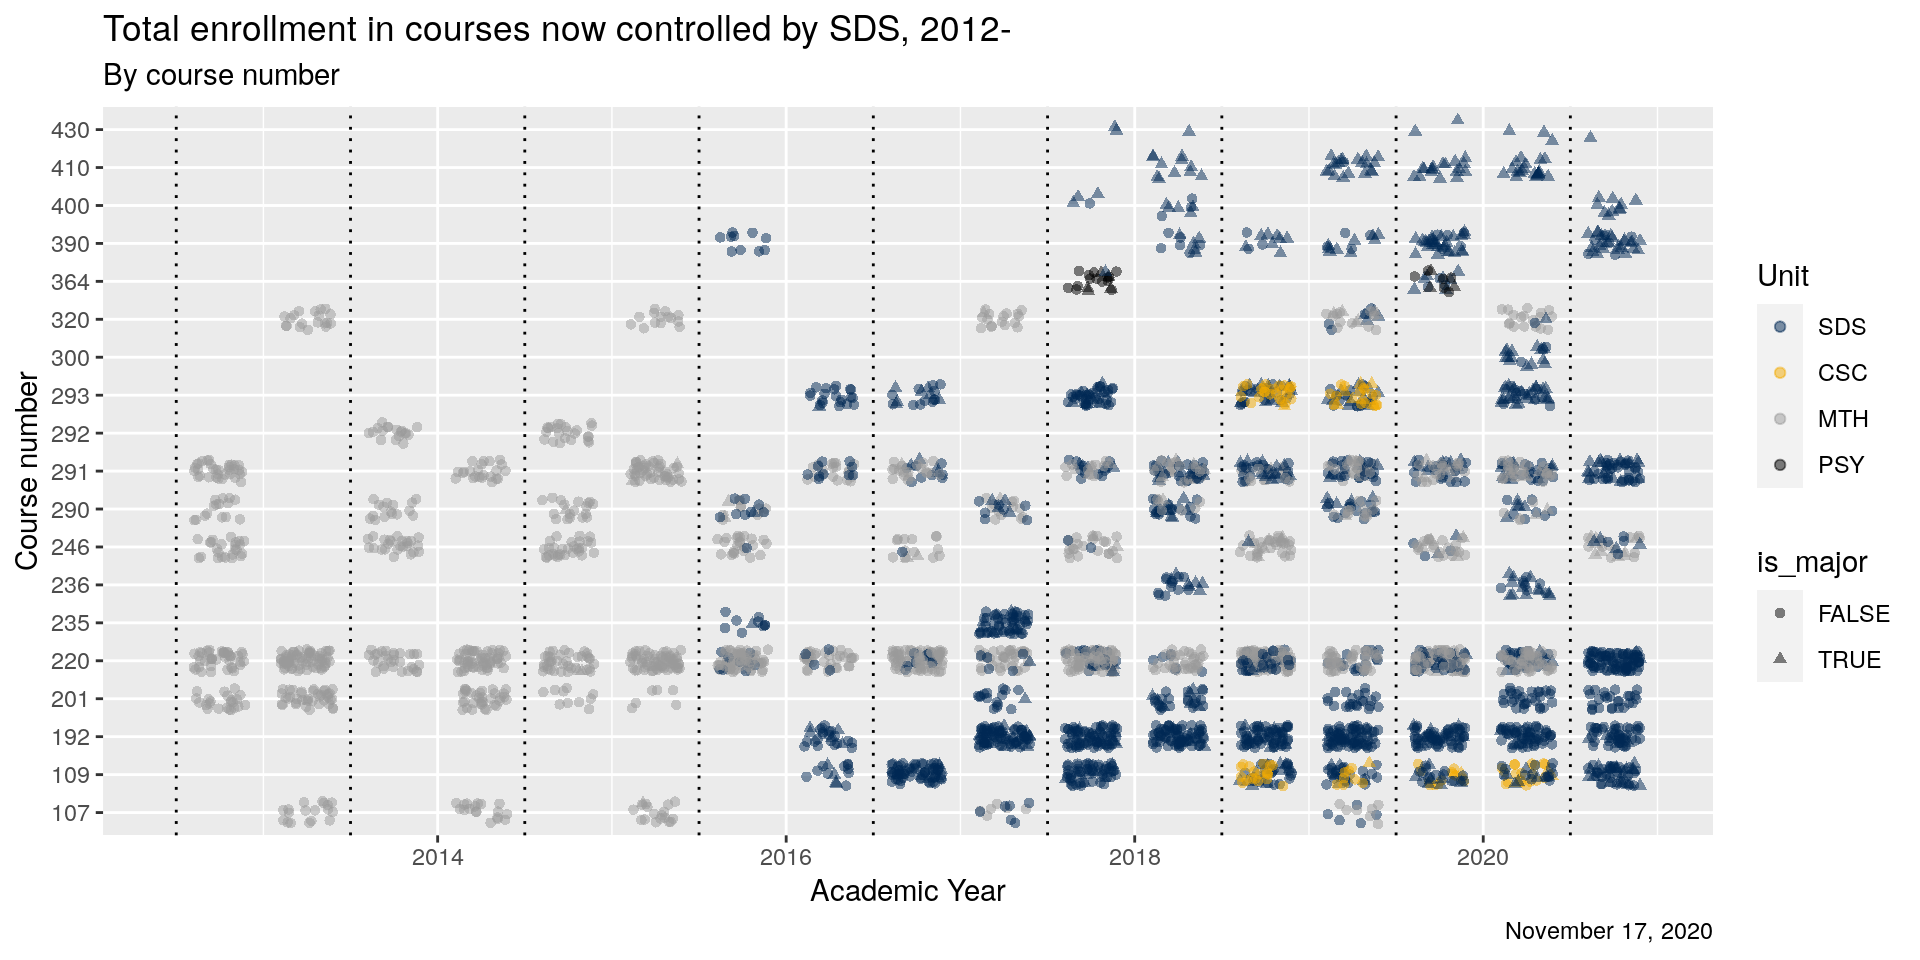 Total enrollment in courses now controlled by SDS, 2012-
By course number
430
410
400
390
364
320
300
293
292
291
290
246
236
235
220
201
192
109
107
Course number
2014 2016 2018 2020
Academic Year
Unit
SDS
CSC
MTH
PSY
is_major
FALSE
TRUE
November 17, 2020